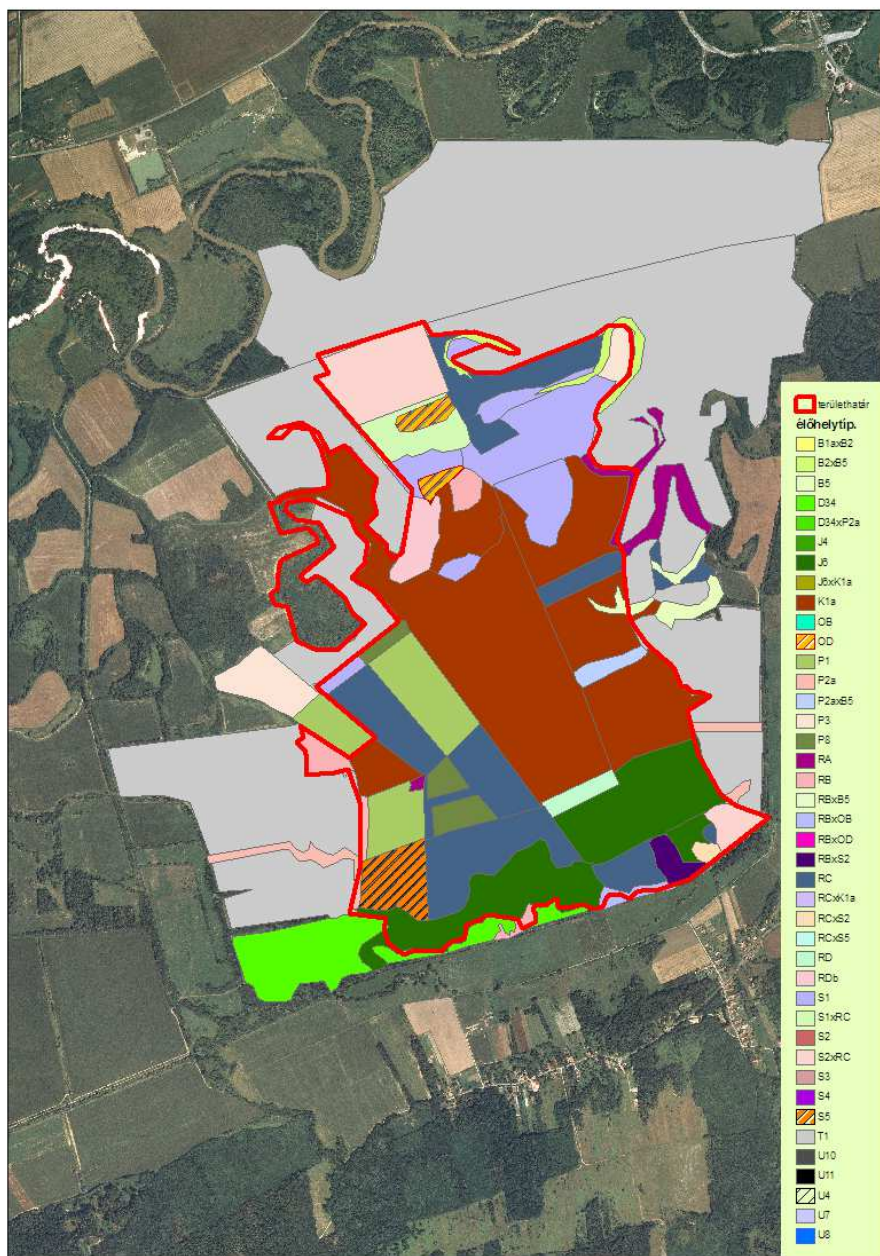 területhatár
élőhelytíp.
B1axB2
B2xB5
B5
D34
D34xP2a
J4
J6
J6xK1a
K1a
OB
OD
P1
P2a
P2axB5
P3
P8
RA
RB
RBxB5
RBxOB
RBxOD
RBxS2
RC
RCxK1a
RCxS2
RCxS5
RD
RDb
S1
S1xRC
S2
S2xRC
S3
S4
S5
T1
U10
U11
U4
U7
U8